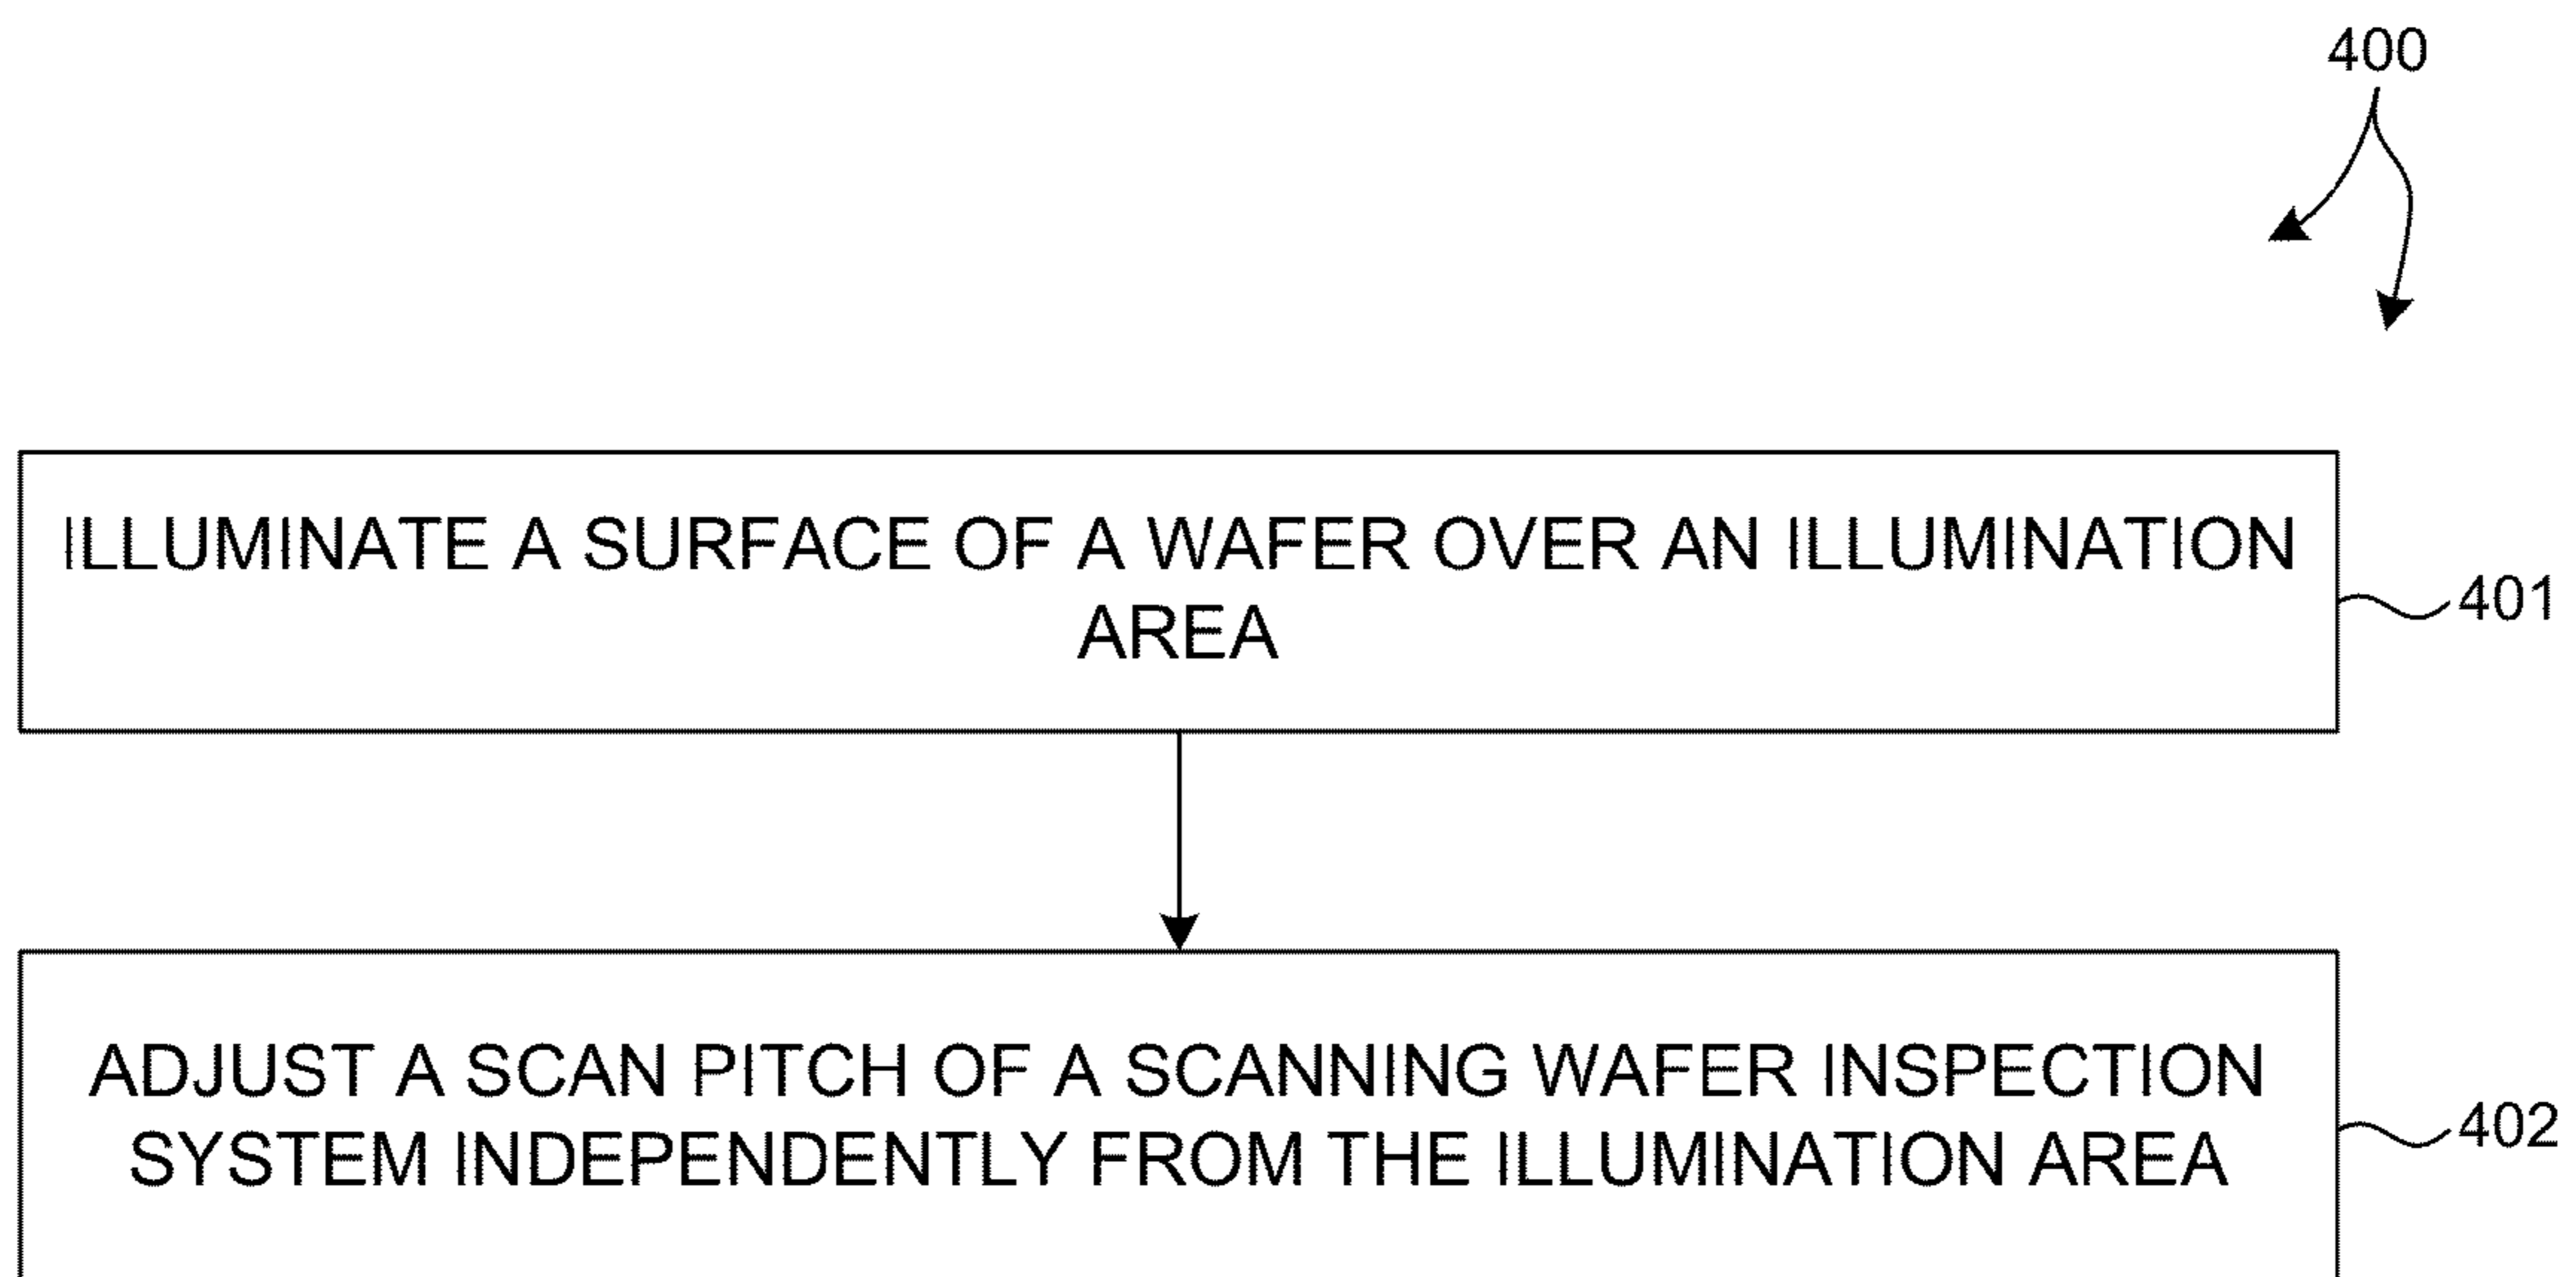 400
ILLUMINATE A SURFACE OF A WAFER OVER AN ILLUMINATION
AREA
401
ADJUST A SCAN PITCH OF A SCANNING WAFER INSPECTION
SYSTEM INDEPENDENTLY FROM THE ILLUMINATION AREA
402